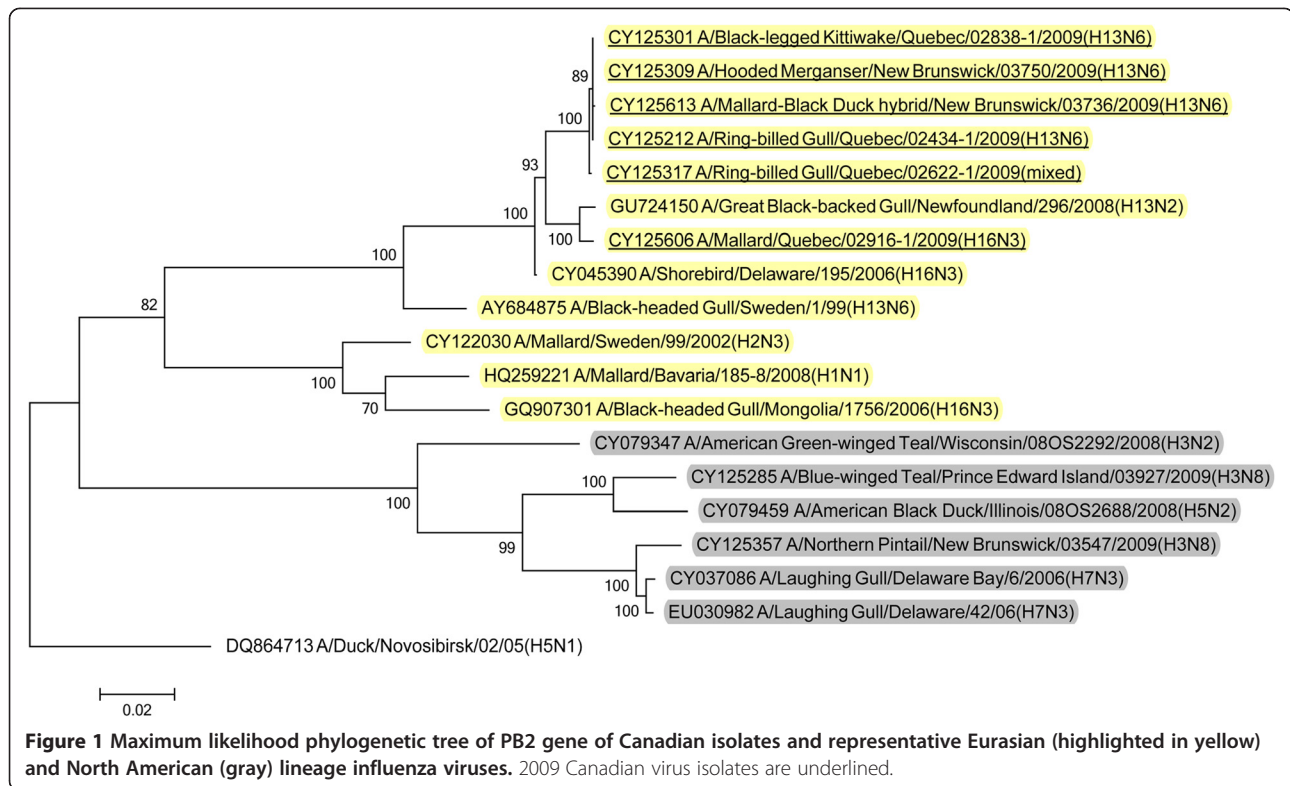 CY125301 A/Black-legged Kittiwake/Quebec/02838-1/2009(H13N6)
CY125309 A/Hooded Merganser/New Brunswick/03750/2009(H13N6)
89
CY125613 A/Mallard-Black Duck hybrid/New Brunswick/03736/2009(H13N6)
100
CY125212 A/Ring-billed Gull/Quebec/02434-1/2009(H13N6)
93
CY125317 A/Ring-billed Gull/Quebec/02622-1/2009(mixed)
100
GU724150 A/Great Black-backed Gull/Newfoundland/296/2008(H13N2)
100
CY125606 A/Mallard/Quebec/02916-1/2009(H16N3)
100
CY045390 A/Shorebird/Delaware/195/2006(H16N3)
82
AY684875 A/Black-headed Gull/Sweden/1/99(H13N6)
CY122030 A/Mallard/Sweden/99/2002(H2N3)
100
HQ259221 A/Mallard/Bavaria/185-8/2008(H1N1)
70
GQ907301 A/Black-headed Gull/Mongolia/1756/2006(H16N3)
CY079347 A/American Green-winged Teal/Wisconsin/08OS2292/2008(H3N2)
100
100
CY125285 A/Blue-winged Teal/Prince Edward Island/03927/2009(H3N8)
CY079459 A/American Black Duck/Illinois/08OS2688/2008(H5N2)
99
CY125357 A/Northern Pintail/New Brunswick/03547/2009(H3N8)
100
CY037086 A/Laughing Gull/Delaware Bay/6/2006(H7N3)
100
EU030982 A/Laughing Gull/Delaware/42/06(H7N3)
DQ864713 A/Duck/Novosibirsk/02/05(H5N1)
0.02
Figure 1 Maximum likelihood phylogenetic tree of PB2 gene of Canadian isolates and representative Eurasian (highlighted in yellow)
and North American (gray) lineage influenza viruses. 2009 Canadian virus isolates are underlined.